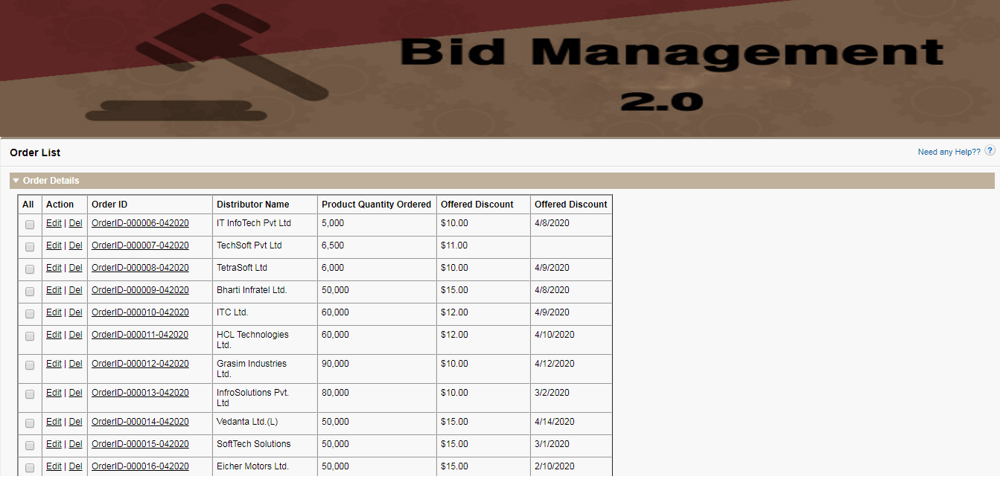 Bid Management
2.0
Order List
Need any Help?? ?
Order Details
All Action Order ID Distributor Name Product Quantity Ordered Offered Discount Offered Discount
Edit | Del OrderID-000006-042020 IT InfoTech Pvt Ltd 5,000 $10.00 4/8/2020
Edit | Del OrderID-000007-042020 TechSoft Pvt Ltd 6,500 $11.00
Edit | Del OrderID-000008-042020 TetraSoft Ltd 6,000 $10.00 4/9/2020
Edit | Del OrderID-000009-042020 Bharti Infratel Ltd. 50,000 $15.00 4/8/2020
Edit | Del OrderID-000010-042020 ITC Ltd. 60,000 $12.00 4/9/2020
Edit | Del OrderID-000011-042020 HCL Technologies 60,000 $12.00 4/10/2020
Ltd.
Edit | Del OrderID-000012-042020 Grasim Industries 90,000 $10.00 4/12/2020
Ltd.
Edit | Del OrderID-000013-042020 InfroSolutions Pvt. 80,000 $10.00 3/2/2020
Ltd
Edit | Del OrderID-000014-042020 Vedanta Ltd.(L) 50,000 $15.00 4/14/2020
Edit | Del OrderID-000015-042020 SoftTech Solutions 50,000 $15.00 3/1/2020
Edit | Del OrderID-000016-042020 Eicher Motors Ltd. 50,000 $15.00 2/10/2020